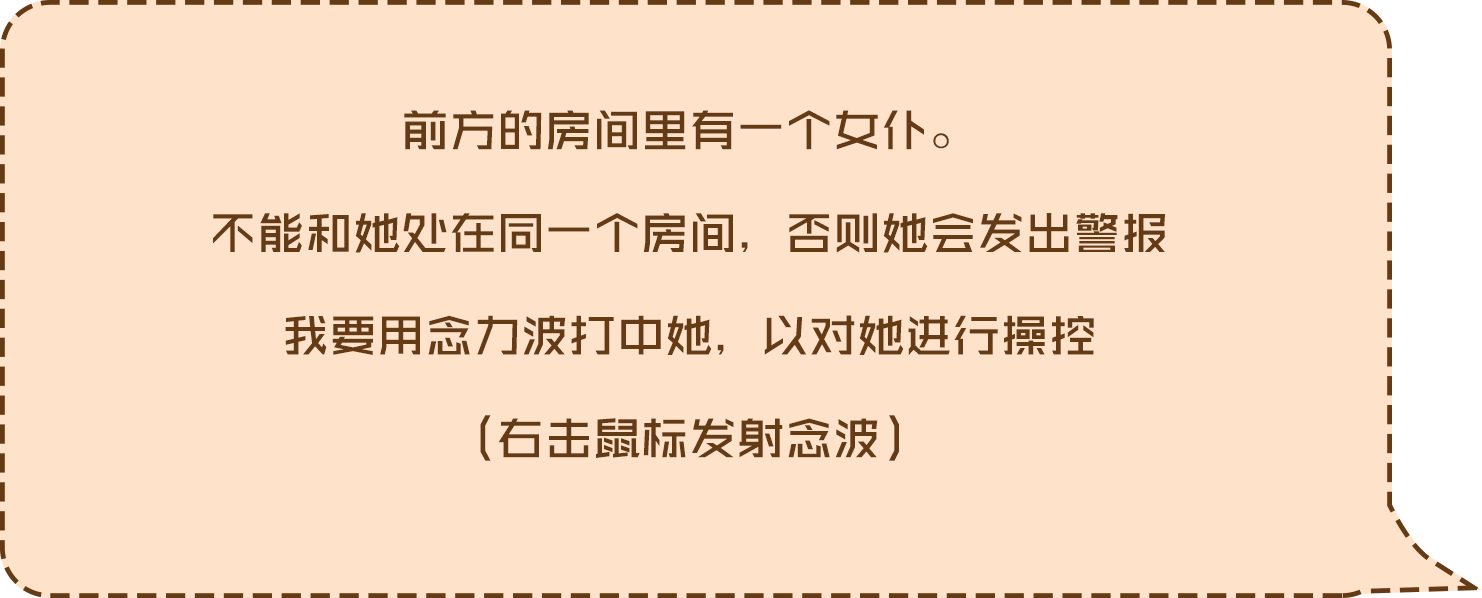 前方的房间里有一个女仆。
不能和她处在同一个房间，否则她会发出警报
我要用念力波打中她，以对她进行操控
（右击鼠标发射念波）